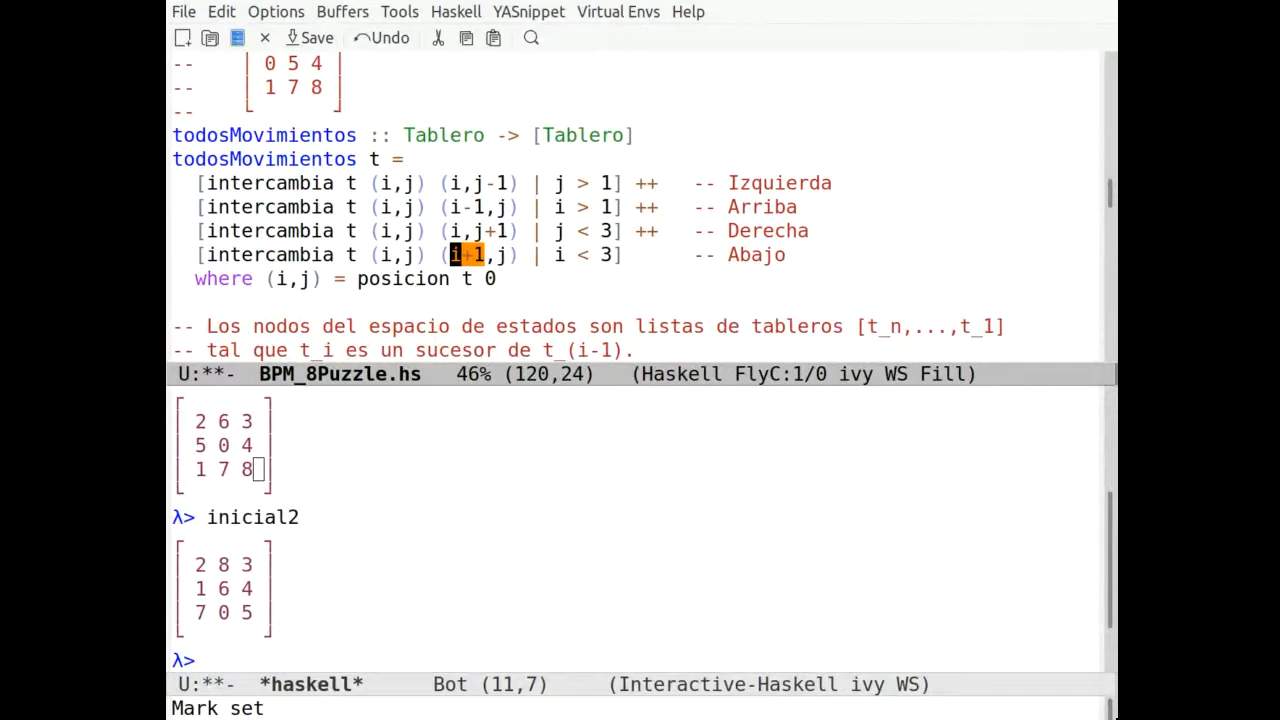 File Edit Options Buffers Tools Haskell YASnippet Virtual Envs Help
Save Undo
-- │ 0 5 4 │
-- │ 1 7 8 │
-- └ ┘
todosMovimientos :: Tablero -> [Tablero]
todosMovimientos t =
[intercambia t (i,j) (i,j-1) | j > 1] ++ -- Izquierda
[intercambia t (i,j) (i-1,j) | i > 1] ++ -- Arriba
[intercambia t (i,j) (i,j+1) | j < 3] ++ -- Derecha
[intercambia t (i,j) (i+1,j) | i < 3] -- Abajo
where (i,j) = posicion t 0
-- Los nodos del espacio de estados son listas de tableros [t_n,...,t_1]
-- tal que t_i es un sucesor de t_(i-1).
U:**- BPM_8Puzzle.hs 46% (120,24) (Haskell FlyC:1/0 ivy WS Fill)
┌ ┐
│ 2 6 3 │
│ 5 0 4 │
│ 1 7 8 │
└ ┘
λ> inicial2
┌ ┐
│ 2 8 3 │
│ 1 6 4 │
│ 7 0 5 │
└ ┘
λ>
U:**- *haskell* Bot (11,7) (Interactive-Haskell ivy WS)
Mark set